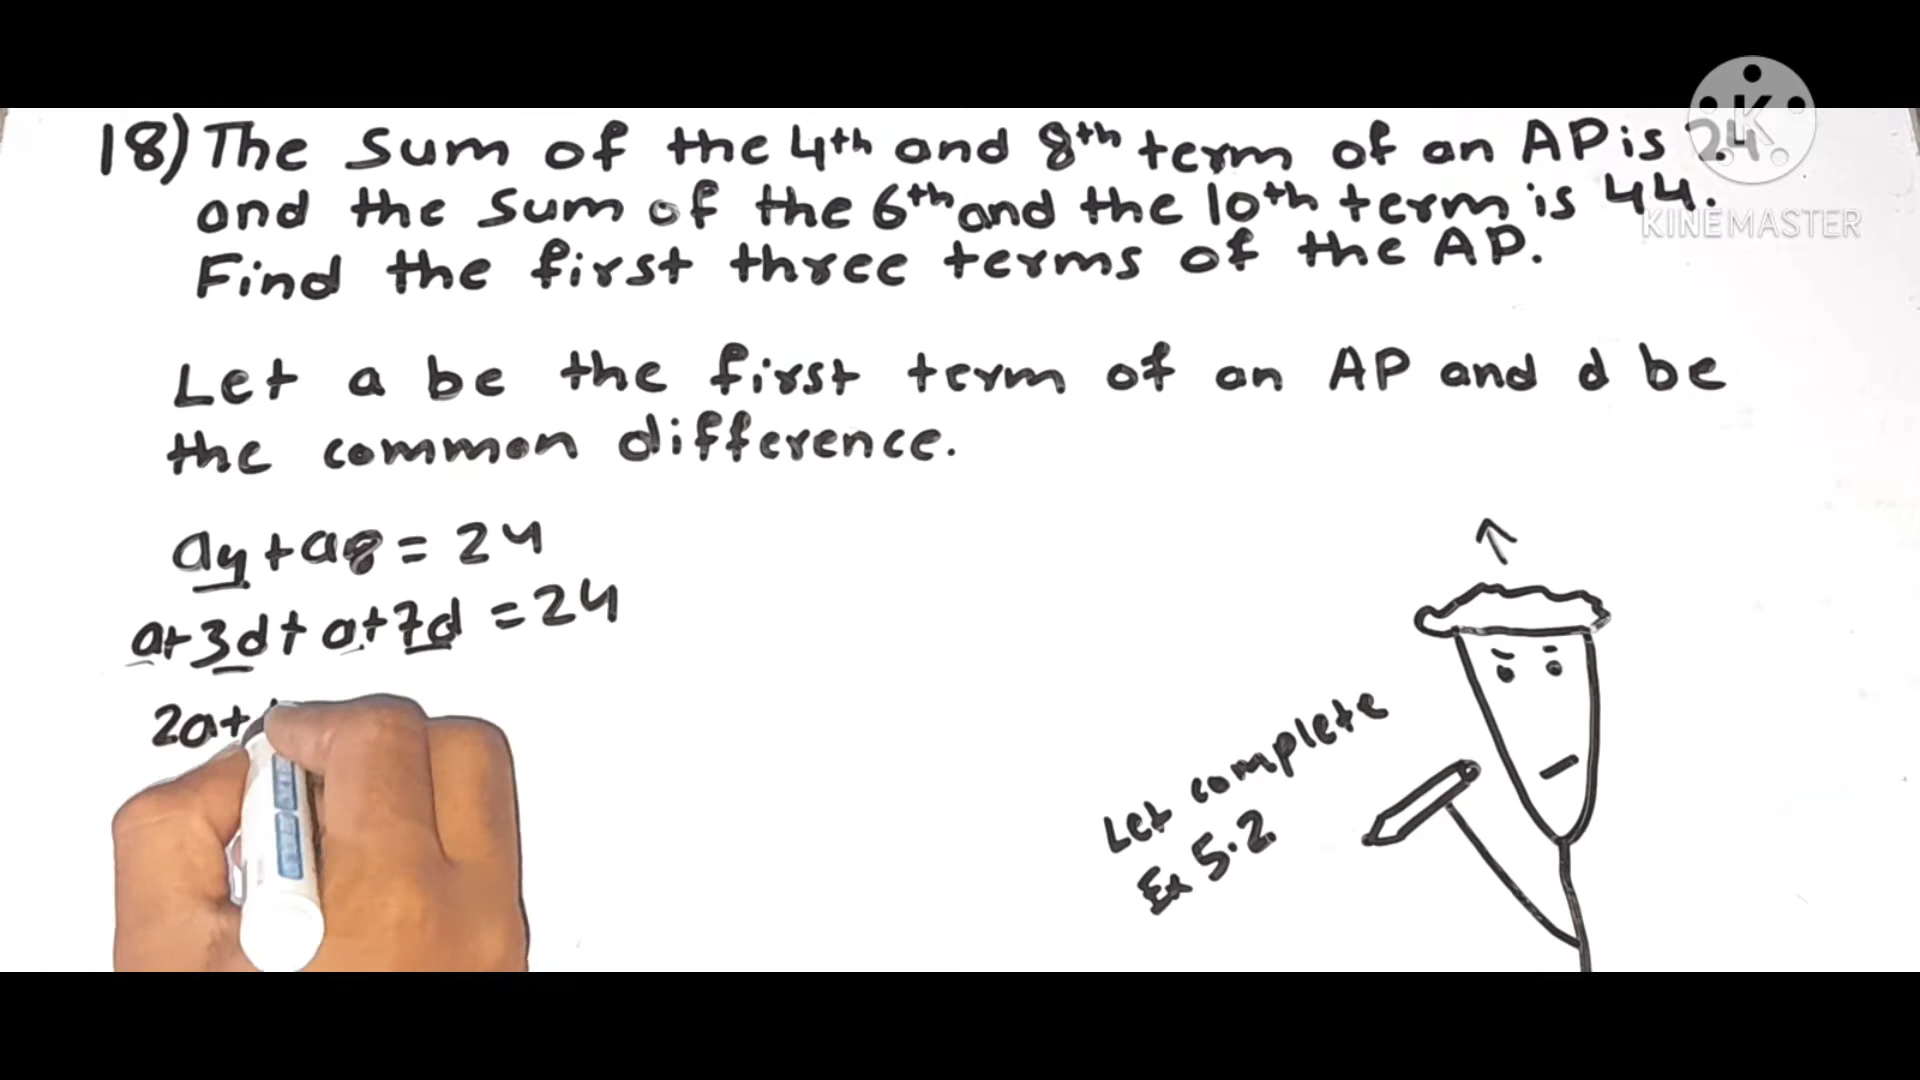 18) The sum of the 4th and 8th term of an AP is 24
and the sum of the 6th and the 10th term is 44.
Find the first three terms of the AP.
Let a be the first term of an AP and d be
the common difference.
a4 + a8 = 24
a + 3d + a + 7d = 24
2a +
Let complete
Ex 5.2
K
KINEMASTER